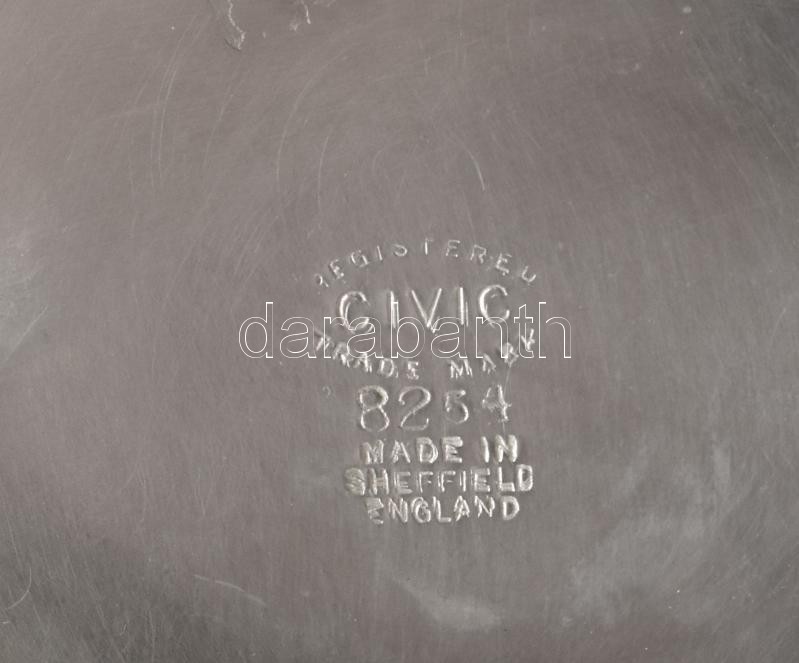 REGISTERED
CIVIC
darabanth
TRADE MARK
8254
MADE IN
SHEFFIELD
ENGLAND